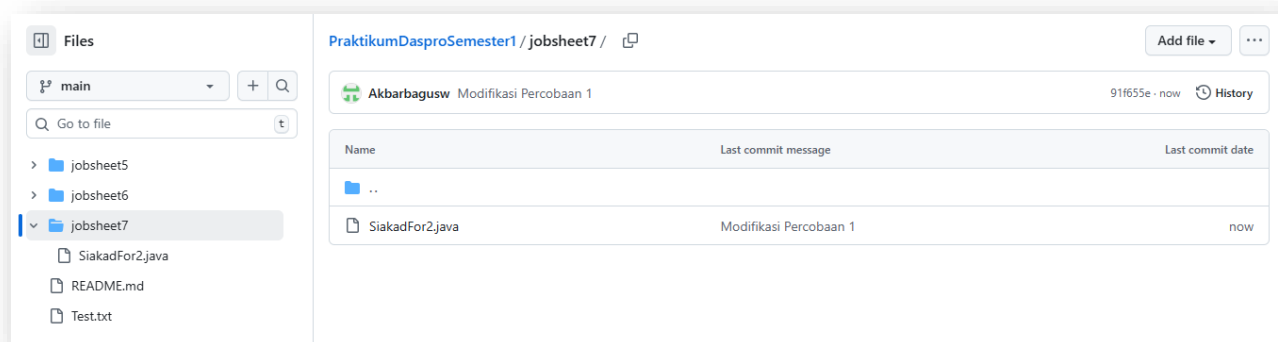 Files
main
Go to file
t
jobsheet5
jobsheet6
jobsheet7
SiakadFor2.java
README.md
Test.txt
PraktikumDasproSemester1 / jobsheet7 /
Add file
Akbarbagusw Modifikasi Percobaan 1
91f655e · now History
Name Last commit message Last commit date
..
SiakadFor2.java Modifikasi Percobaan 1 now